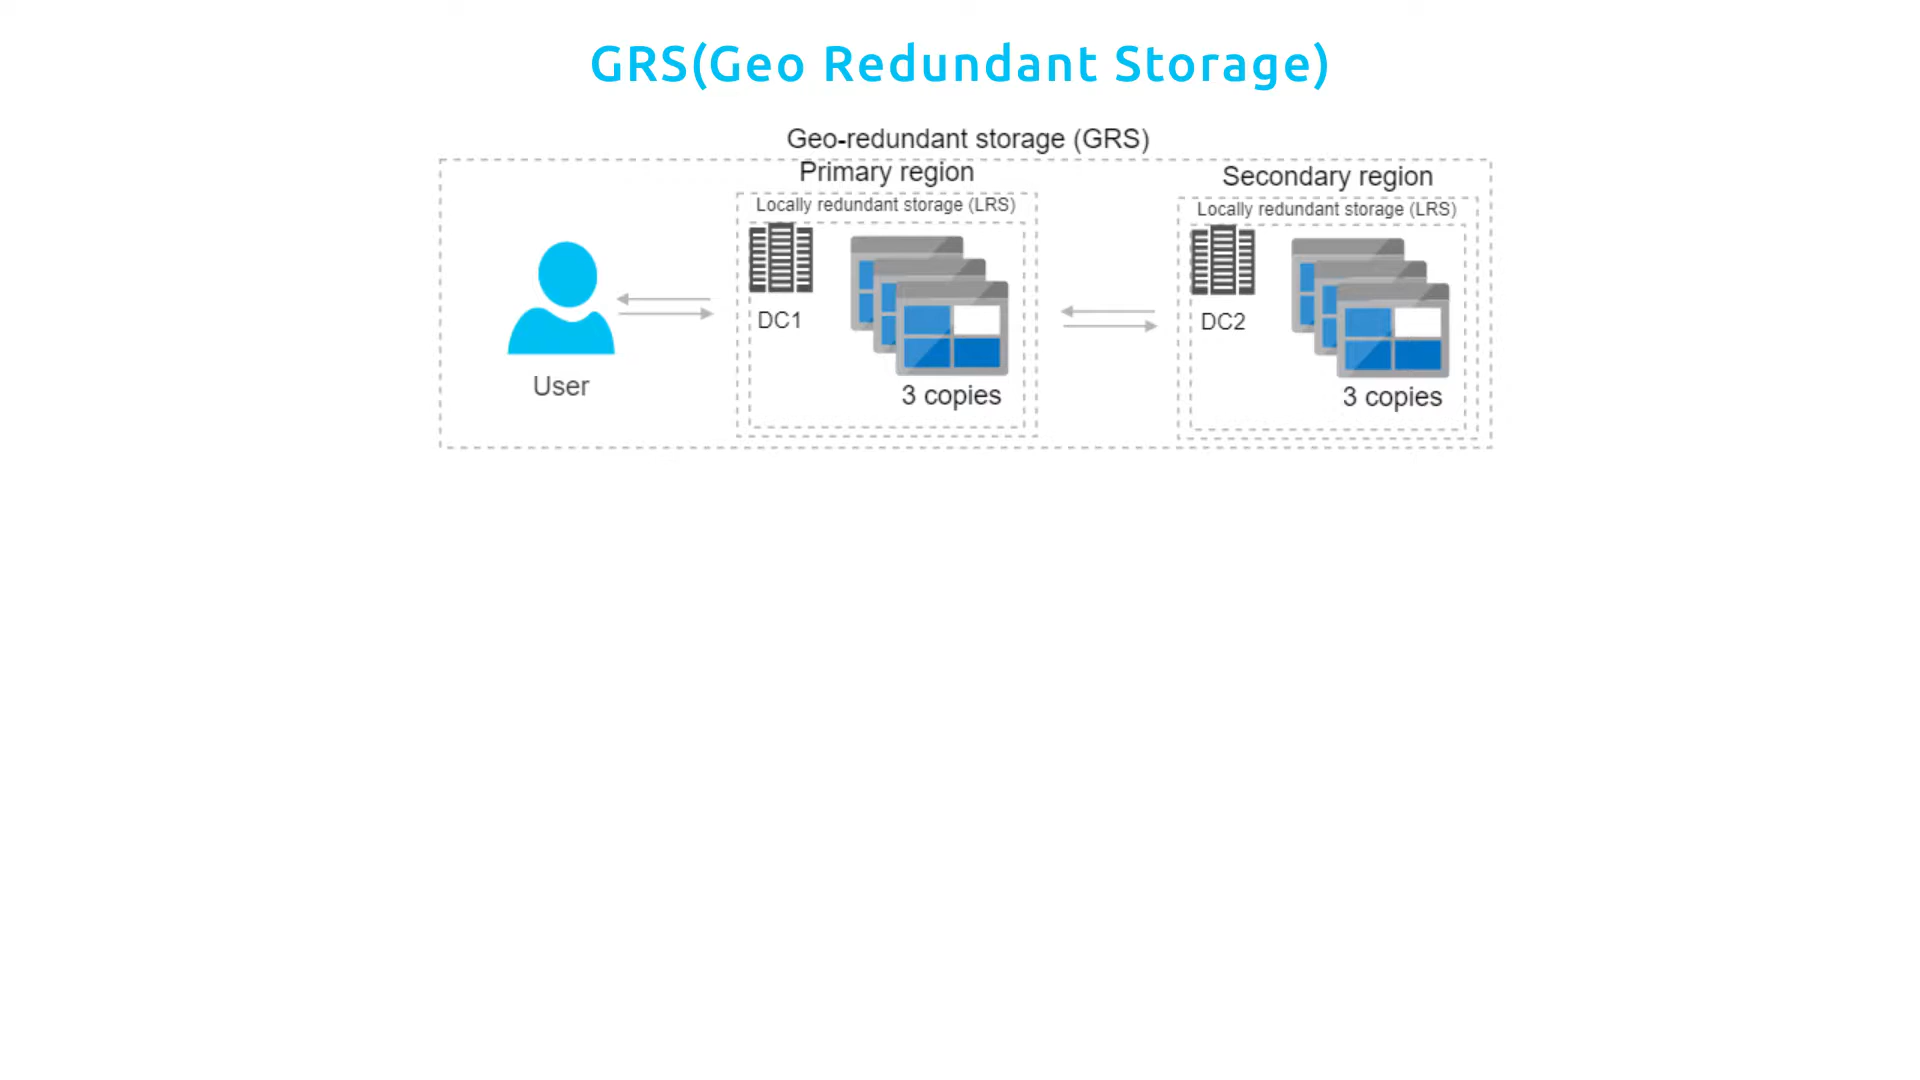 GRS(Geo Redundant Storage)
Geo-redundant storage (GRS)
Primary region
Secondary region
Locally redundant storage (LRS)
Locally redundant storage (LRS)
DC1
DC2
User
3 copies
3 copies